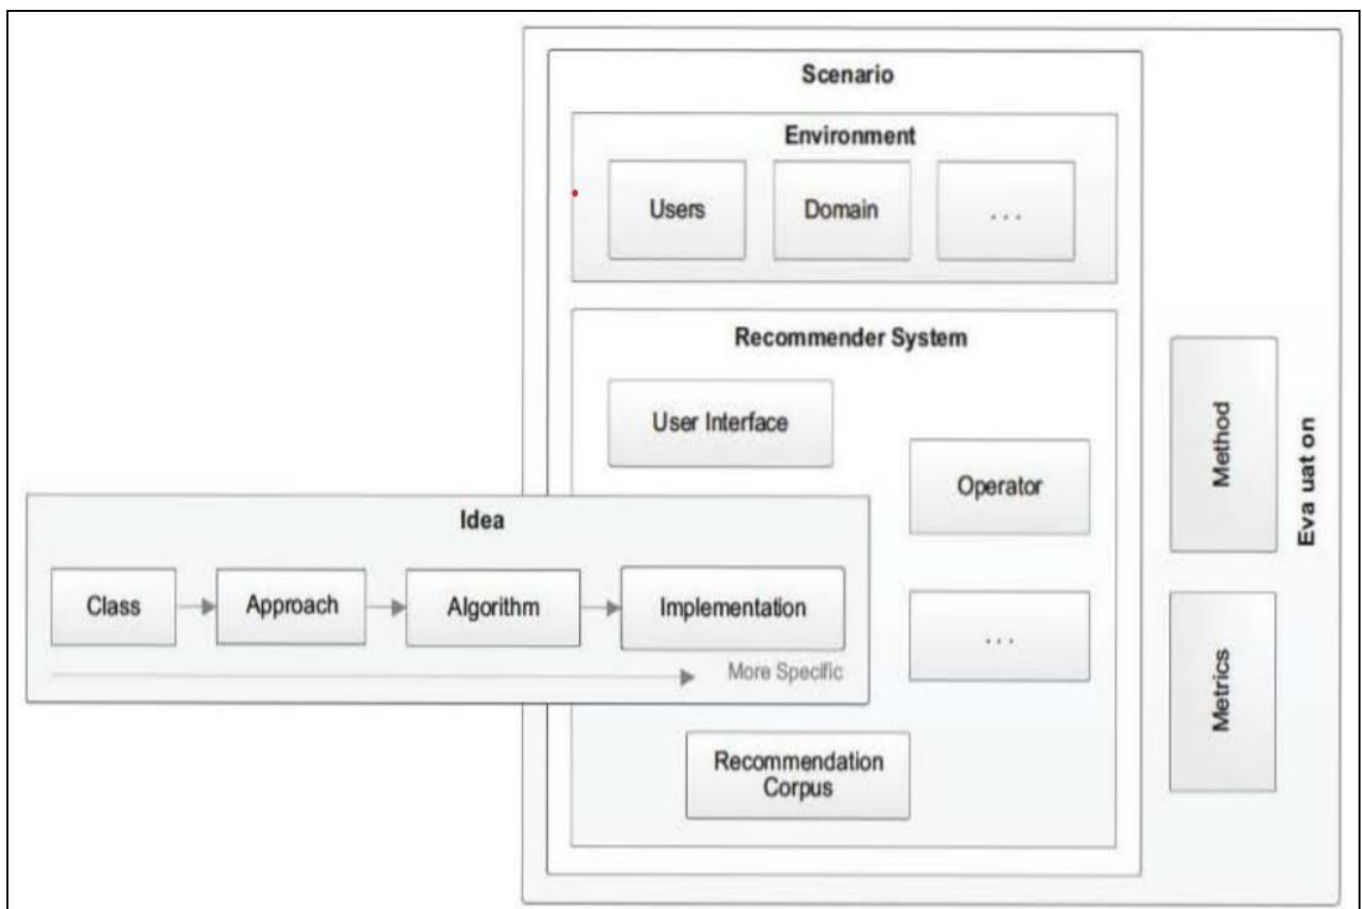 Scenario
Environment
Users
Domain
...
Recommender System
User Interface
Operator
Idea
Class
Approach
Algorithm
Implementation
More Specific
...
Recommendation
Corpus
Method
Metrics
Eva uat on